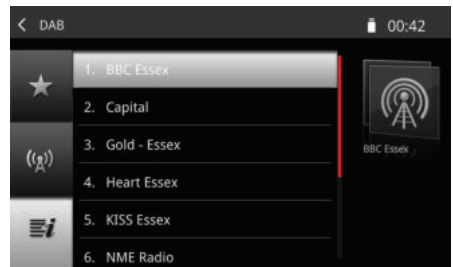 < DAB
00:42
1. BBC Essex
2. Capital
3. Gold - Essex
4. Heart Essex
5. KISS Essex
6. NME Radio
BBC Essex